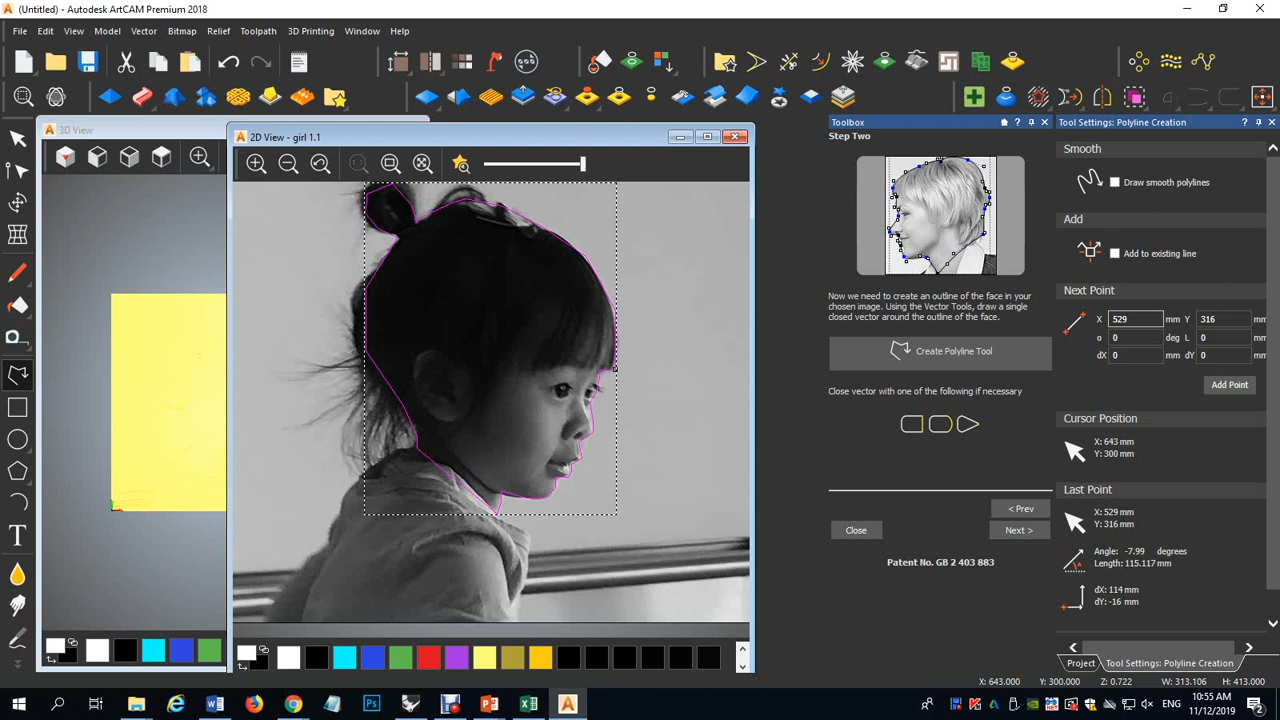 (Untitled) - Autodesk ArtCAM Premium 2018
File Edit View Model Vector Bitmap Relief Toolpath 3D Printing Window Help
3D View
2D View - girl 1.1
Toolbox
Step Two
Now we need to create an outline of the face in your
chosen image. Using the Vector Tools, draw a single
closed vector around the outline of the face.
Create Polyline Tool
Close vector with one of the following if necessary
< Prev
Close
Next >
Patent No. GB 2 403 883
Tool Settings: Polyline Creation
Smooth
Draw smooth polylines
Add
Add to existing line
Next Point
X 529 mm Y 316 mm
o 0 deg L 0 mm
dX 0 mm dY 0 mm
Add Point
Cursor Position
X: 643 mm
Y: 300 mm
Last Point
X: 529 mm
Y: 316 mm
Angle: -7.99 degrees
Length: 115.117 mm
dX: 114 mm
dY: -16 mm
Project Tool Settings: Polyline Creation
X: 643.000 Y: 300.000 Z: 0.722 W: 313.106 H: 413.000
ENG
10:55 AM
11/12/2019
2